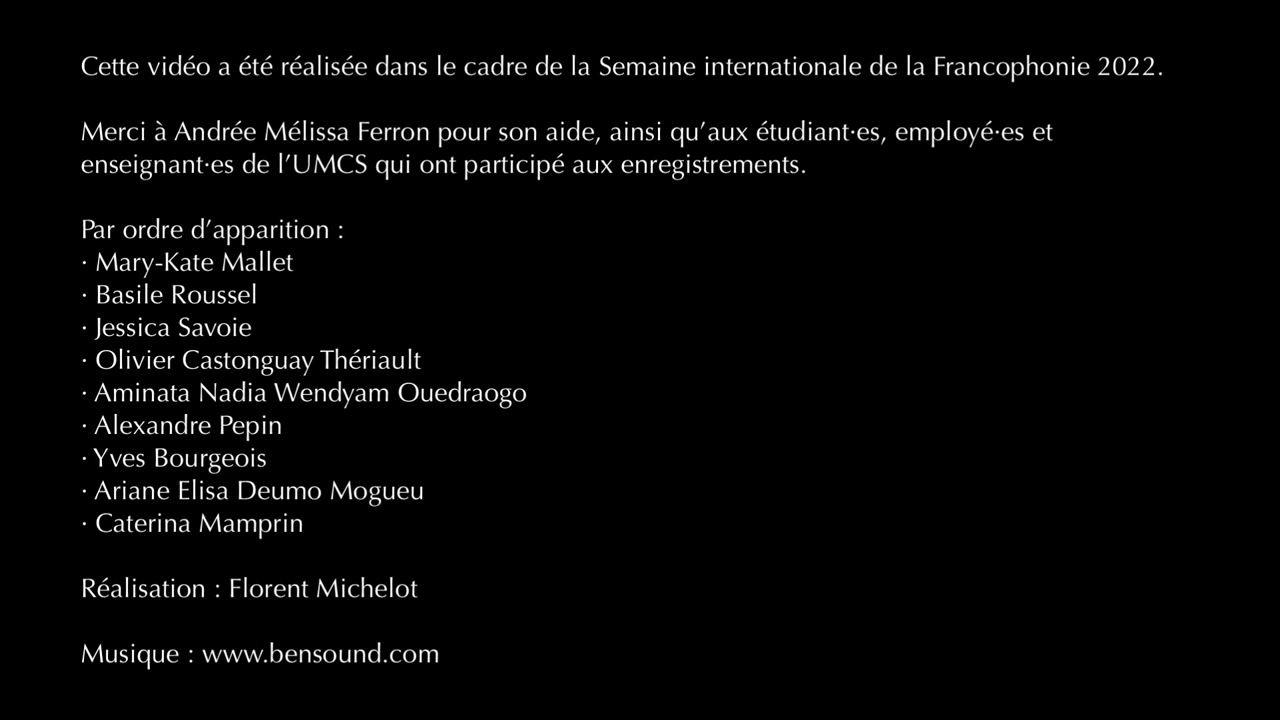 Cette vidéo a été réalisée dans le cadre de la Semaine internationale de la Francophonie 2022.
Merci à Andrée Mélissa Ferron pour son aide, ainsi qu’aux étudiant·es, employé·es et
enseignant·es de l’UMCS qui ont participé aux enregistrements.
Par ordre d’apparition :
· Mary-Kate Mallet
· Basile Roussel
· Jessica Savoie
· Olivier Castonguay Thériault
· Aminata Nadia Wendyam Ouedraogo
· Alexandre Pepin
· Yves Bourgeois
· Ariane Elisa Deumo Mogueu
· Caterina Mamprin
Réalisation : Florent Michelot
Musique : www.bensound.com